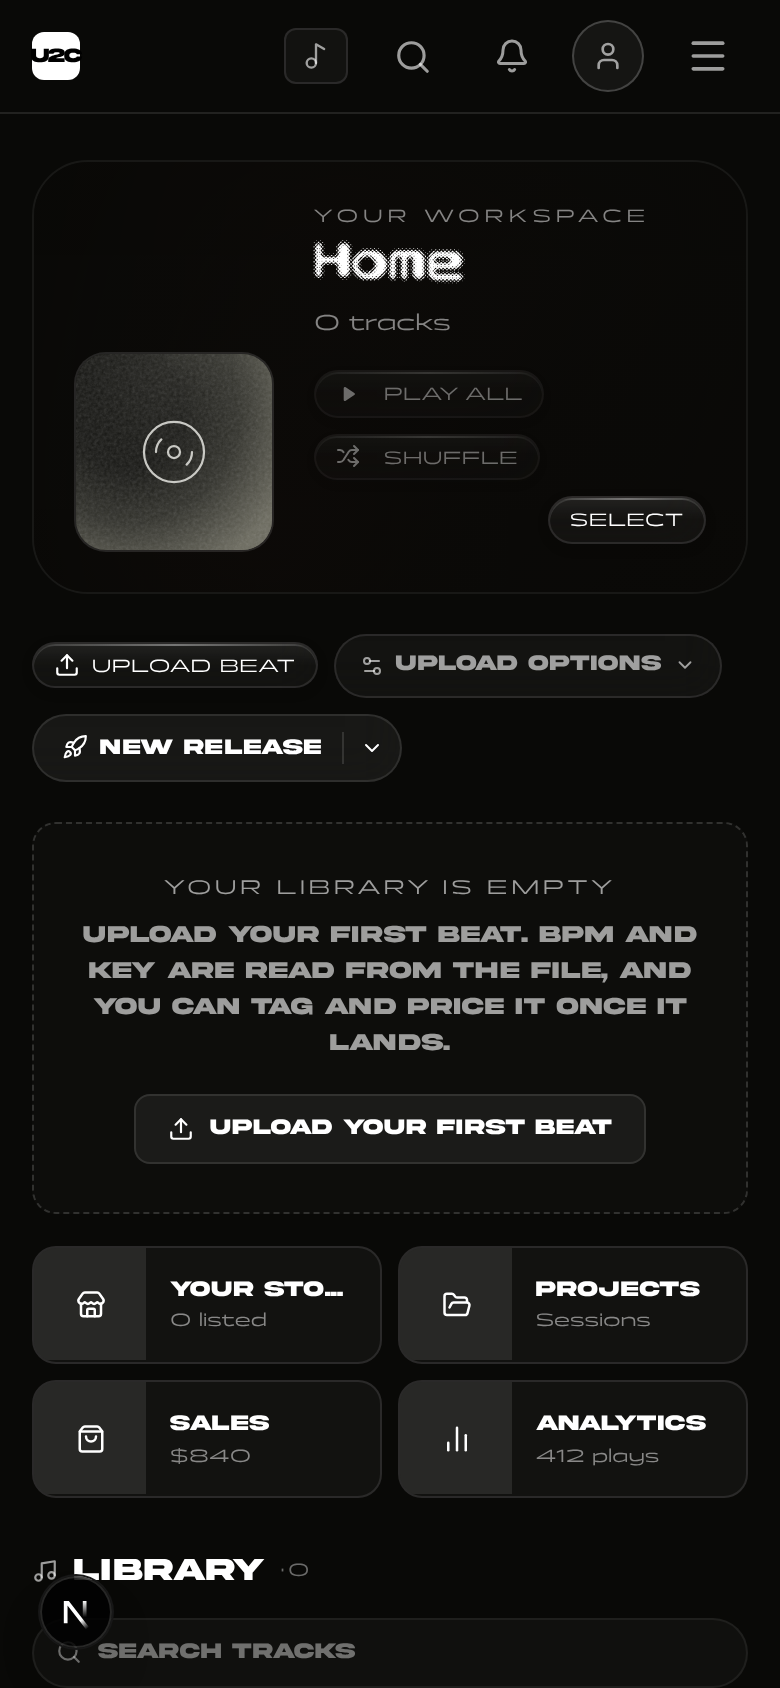 U2C
YOUR WORKSPACE
Home
0 tracks
PLAY ALL
SHUFFLE
SELECT
UPLOAD BEAT
UPLOAD OPTIONS
NEW RELEASE
YOUR LIBRARY IS EMPTY
UPLOAD YOUR FIRST BEAT. BPM AND
KEY ARE READ FROM THE FILE, AND
YOU CAN TAG AND PRICE IT ONCE IT
LANDS.
UPLOAD YOUR FIRST BEAT
YOUR STO...
0 listed
PROJECTS
Sessions
SALES
$840
ANALYTICS
412 plays
LIBRARY ·0
N
SEARCH TRACKS